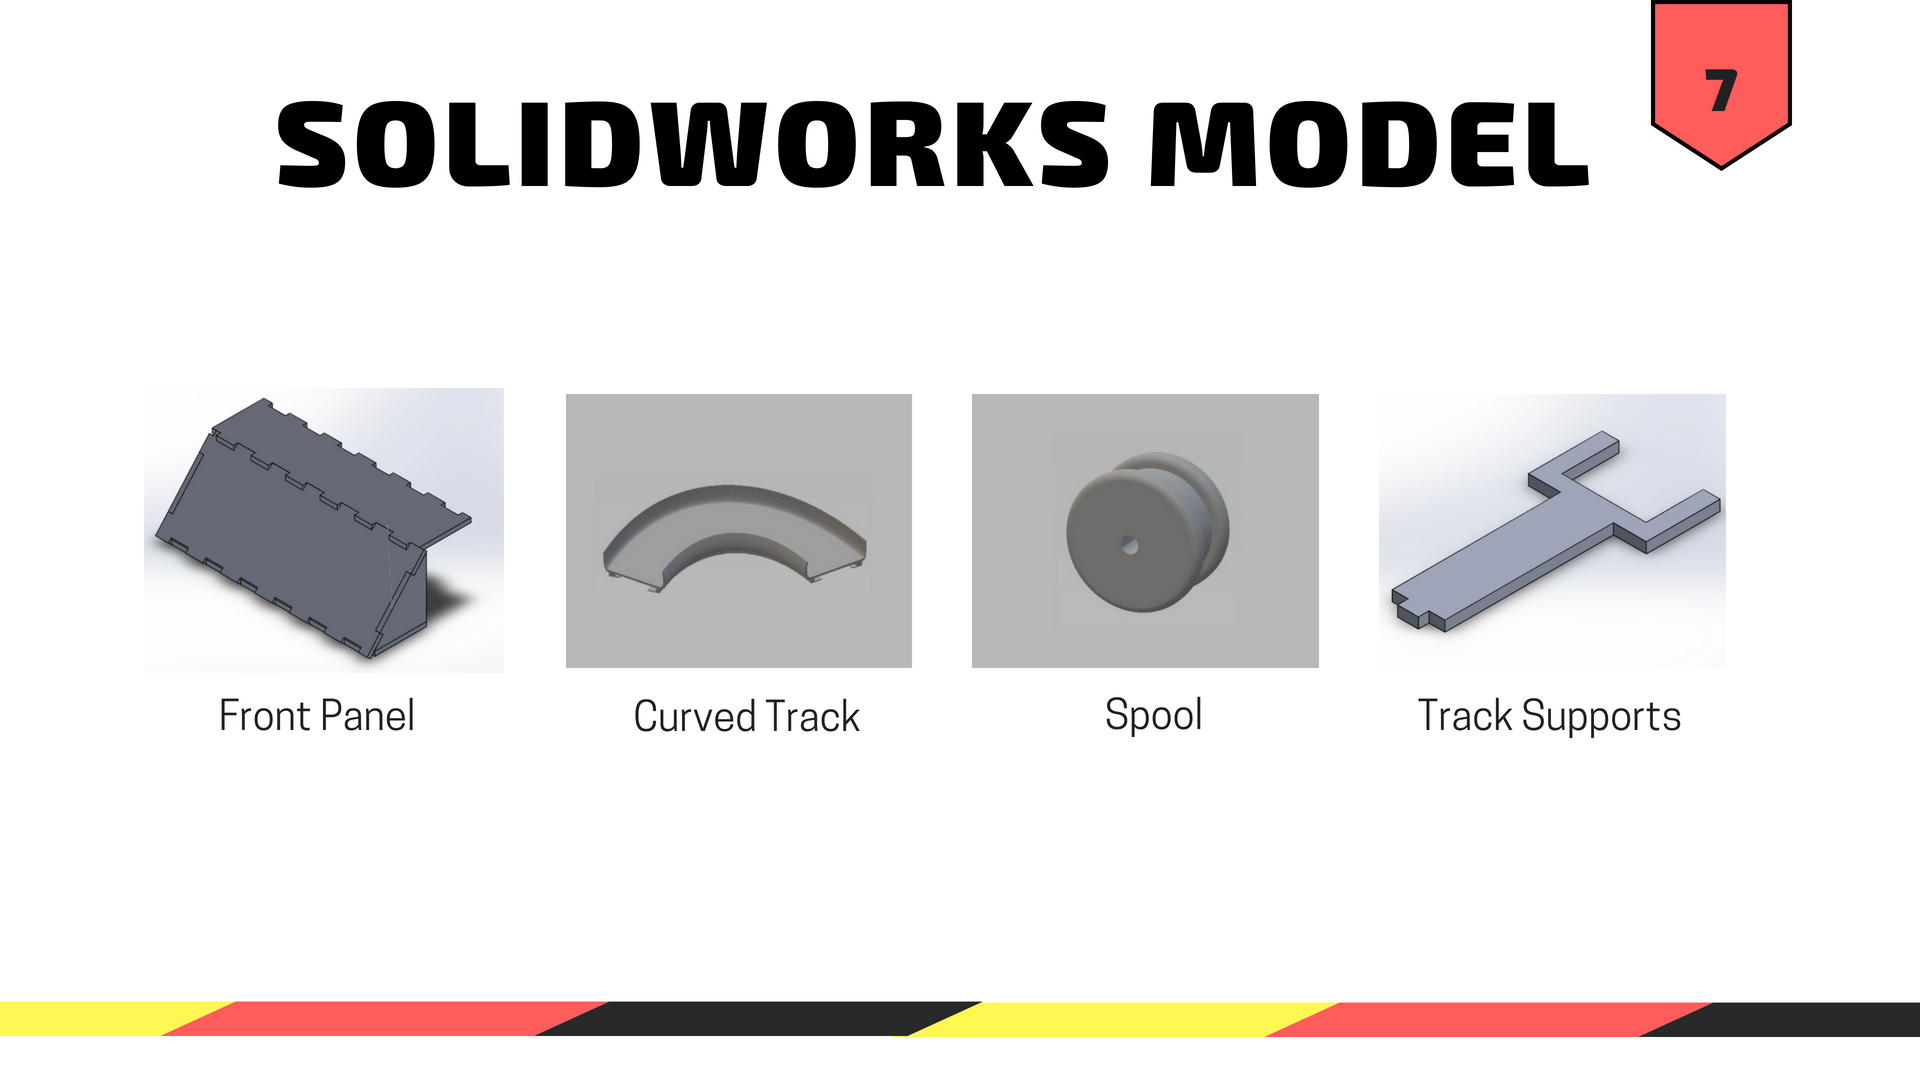 7
SOLIDWORKS MODEL
Front Panel
Curved Track
Spool
Track Supports